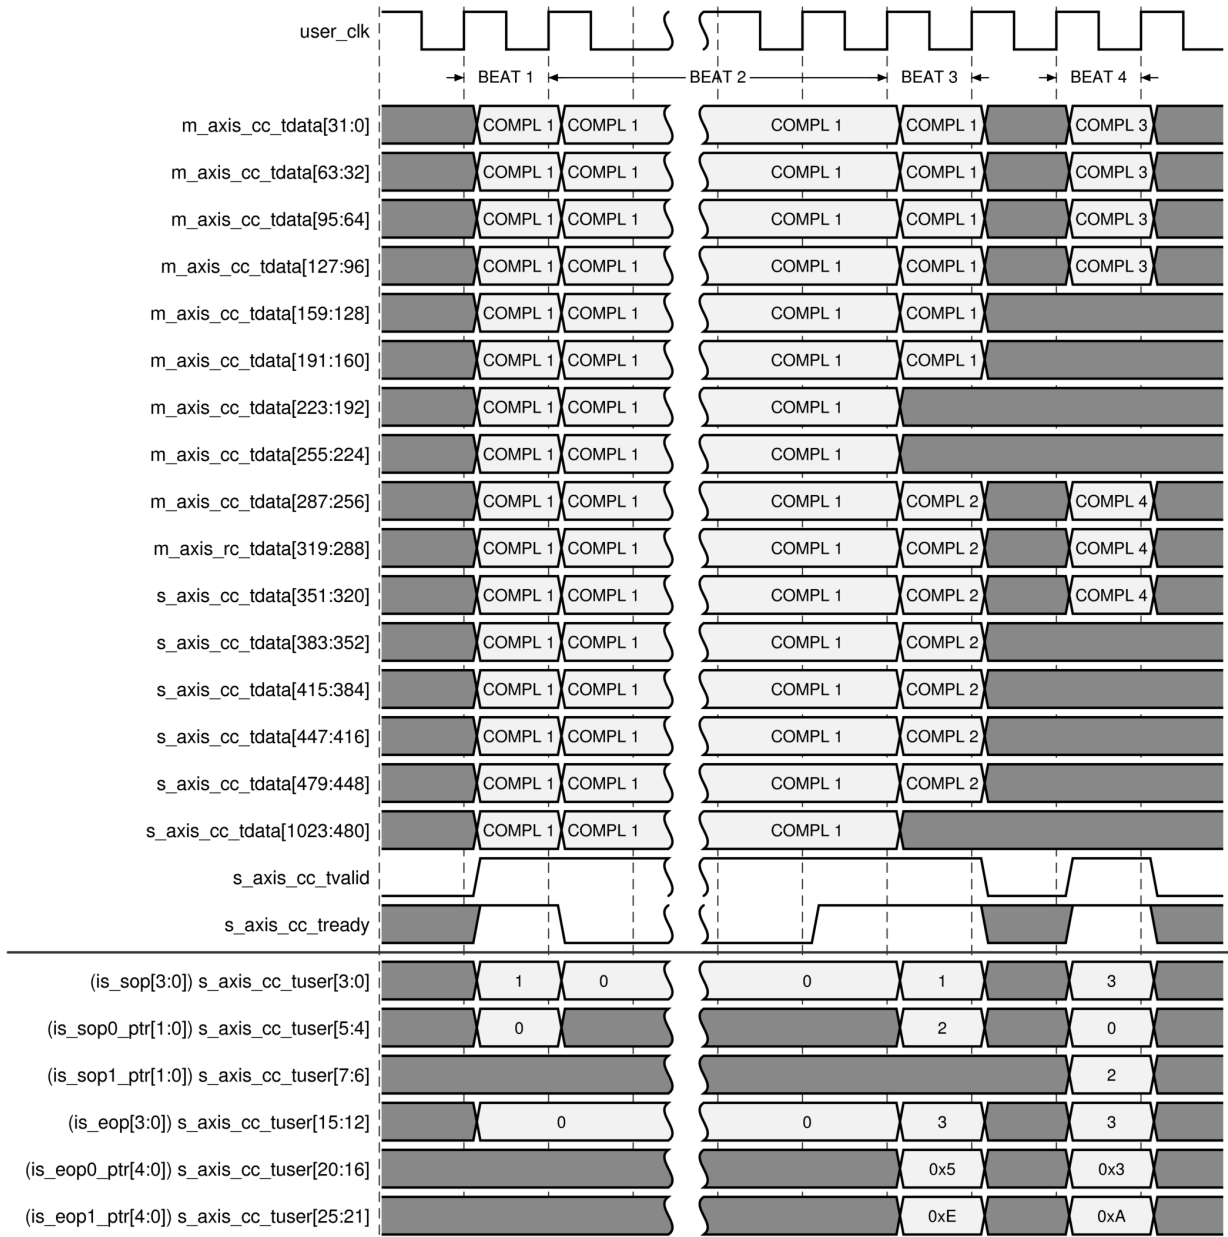 user_clk
BEAT 1 BEAT 2 BEAT 3 BEAT 4
m_axis_cc_tdata[31:0] COMPL 1 COMPL 1 COMPL 1 COMPL 1 COMPL 3
m_axis_cc_tdata[63:32] COMPL 1 COMPL 1 COMPL 1 COMPL 1 COMPL 3
m_axis_cc_tdata[95:64] COMPL 1 COMPL 1 COMPL 1 COMPL 1 COMPL 3
m_axis_cc_tdata[127:96] COMPL 1 COMPL 1 COMPL 1 COMPL 1 COMPL 3
m_axis_cc_tdata[159:128] COMPL 1 COMPL 1 COMPL 1 COMPL 1
m_axis_cc_tdata[191:160] COMPL 1 COMPL 1 COMPL 1 COMPL 1
m_axis_cc_tdata[223:192] COMPL 1 COMPL 1 COMPL 1
m_axis_cc_tdata[255:224] COMPL 1 COMPL 1 COMPL 1
m_axis_cc_tdata[287:256] COMPL 1 COMPL 1 COMPL 1 COMPL 2 COMPL 4
m_axis_rc_tdata[319:288] COMPL 1 COMPL 1 COMPL 1 COMPL 2 COMPL 4
s_axis_cc_tdata[351:320] COMPL 1 COMPL 1 COMPL 1 COMPL 2 COMPL 4
s_axis_cc_tdata[383:352] COMPL 1 COMPL 1 COMPL 1 COMPL 2
s_axis_cc_tdata[415:384] COMPL 1 COMPL 1 COMPL 1 COMPL 2
s_axis_cc_tdata[447:416] COMPL 1 COMPL 1 COMPL 1 COMPL 2
s_axis_cc_tdata[479:448] COMPL 1 COMPL 1 COMPL 1 COMPL 2
s_axis_cc_tdata[1023:480] COMPL 1 COMPL 1 COMPL 1
s_axis_cc_tvalid
s_axis_cc_tready
(is_sop[3:0]) s_axis_cc_tuser[3:0] 1 0 0 1 3
(is_sop0_ptr[1:0]) s_axis_cc_tuser[5:4] 0 2 0
(is_sop1_ptr[1:0]) s_axis_cc_tuser[7:6] 2
(is_eop[3:0]) s_axis_cc_tuser[15:12] 0 0 3 3
(is_eop0_ptr[4:0]) s_axis_cc_tuser[20:16] 0x5 0x3
(is_eop1_ptr[4:0]) s_axis_cc_tuser[25:21] 0xE 0xA